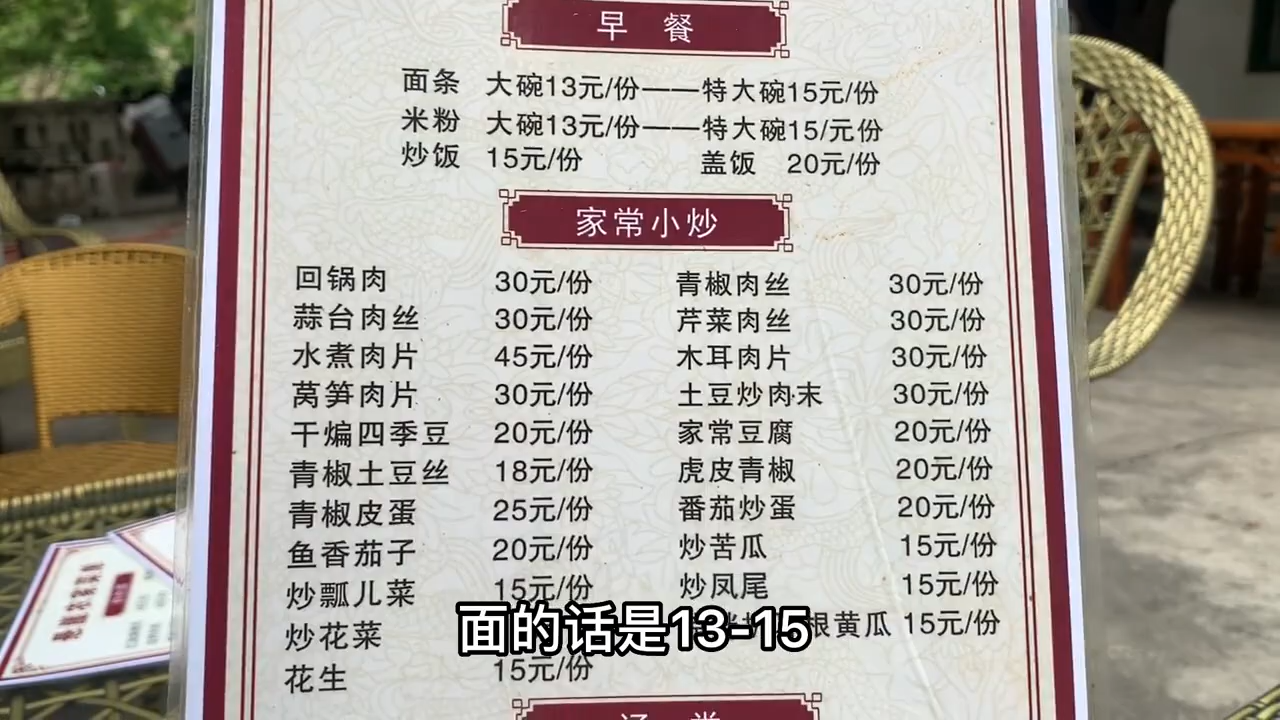 早 餐
面条 大碗13元/份——特大碗15元/份
米粉 大碗13元/份——特大碗15/元份
炒饭 15元/份 盖饭 20元/份
家常小炒
回锅肉 30元/份 青椒肉丝 30元/份
蒜台肉丝 30元/份 芹菜肉丝 30元/份
水煮肉片 45元/份 木耳肉片 30元/份
莴笋肉片 30元/份 土豆炒肉末 30元/份
干煸四季豆 20元/份 家常豆腐 20元/份
青椒土豆丝 18元/份 虎皮青椒 20元/份
青椒皮蛋 25元/份 番茄炒蛋 20元/份
鱼香茄子 20元/份 炒苦瓜 15元/份
炒瓢儿菜 15元/份 炒凤尾 15元/份
炒花菜 根黄瓜 15元/份
花生 15元/份
面的话是13-15